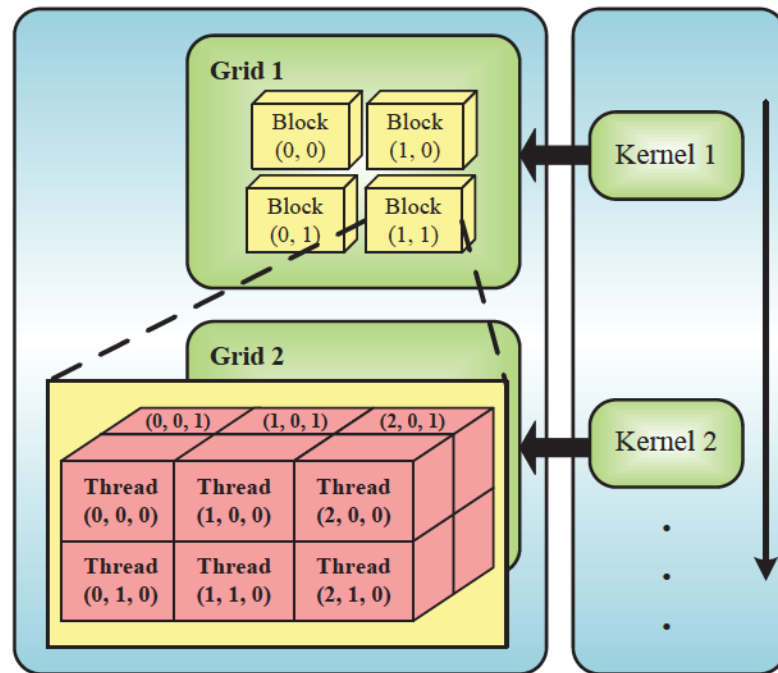 Grid 1
Block
(0, 0)
Block
(1, 0)
Block
(0, 1)
Block
(1, 1)
Kernel 1
Grid 2
(0, 0, 1)
(1, 0, 1)
(2, 0, 1)
Thread
(0, 0, 0)
Thread
(1, 0, 0)
Thread
(2, 0, 0)
Thread
(0, 1, 0)
Thread
(1, 1, 0)
Thread
(2, 1, 0)
Kernel 2